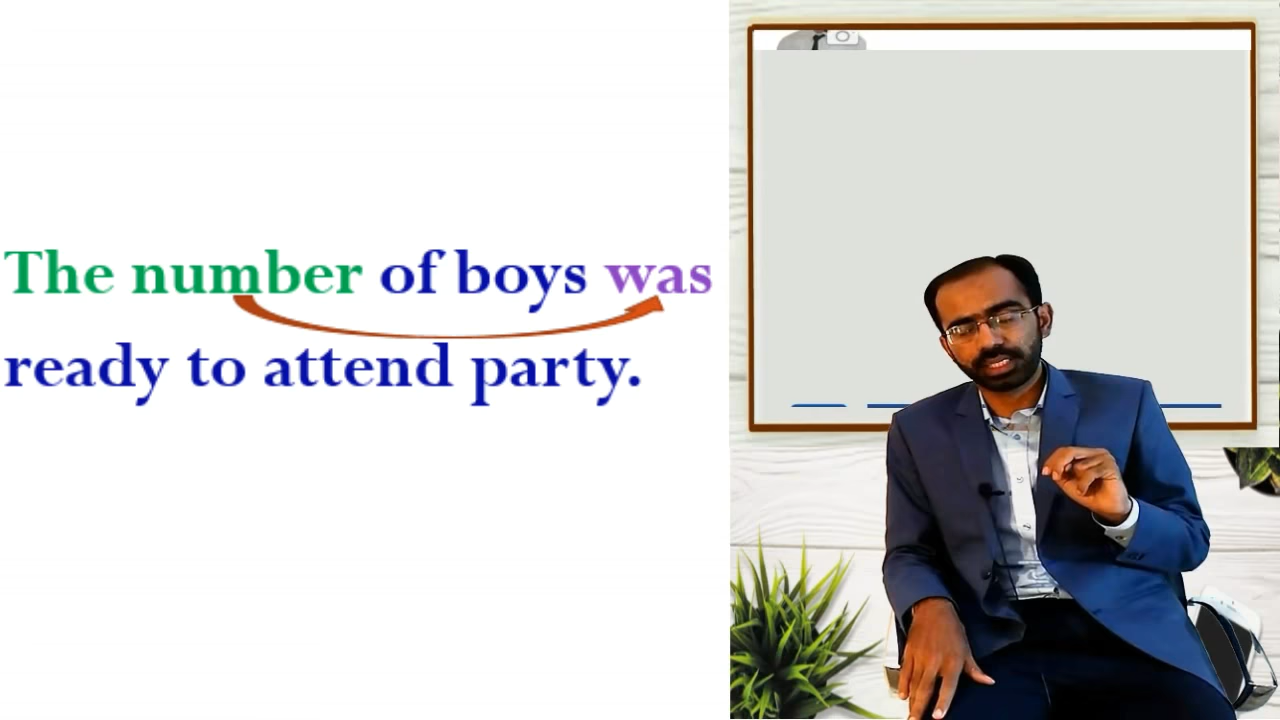 The number of boys was
ready to attend party.